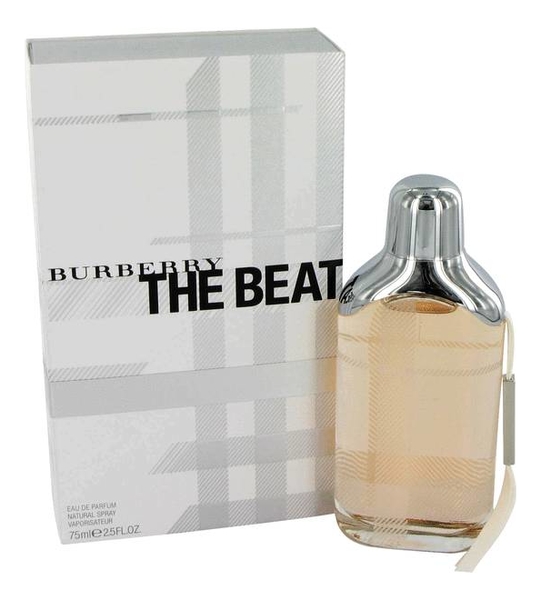 BURBERRY
THE BEAT
EAU DE PARFUM
NATURAL SPRAY
VAPORISATEUR
75ml℮2.5FL.OZ.